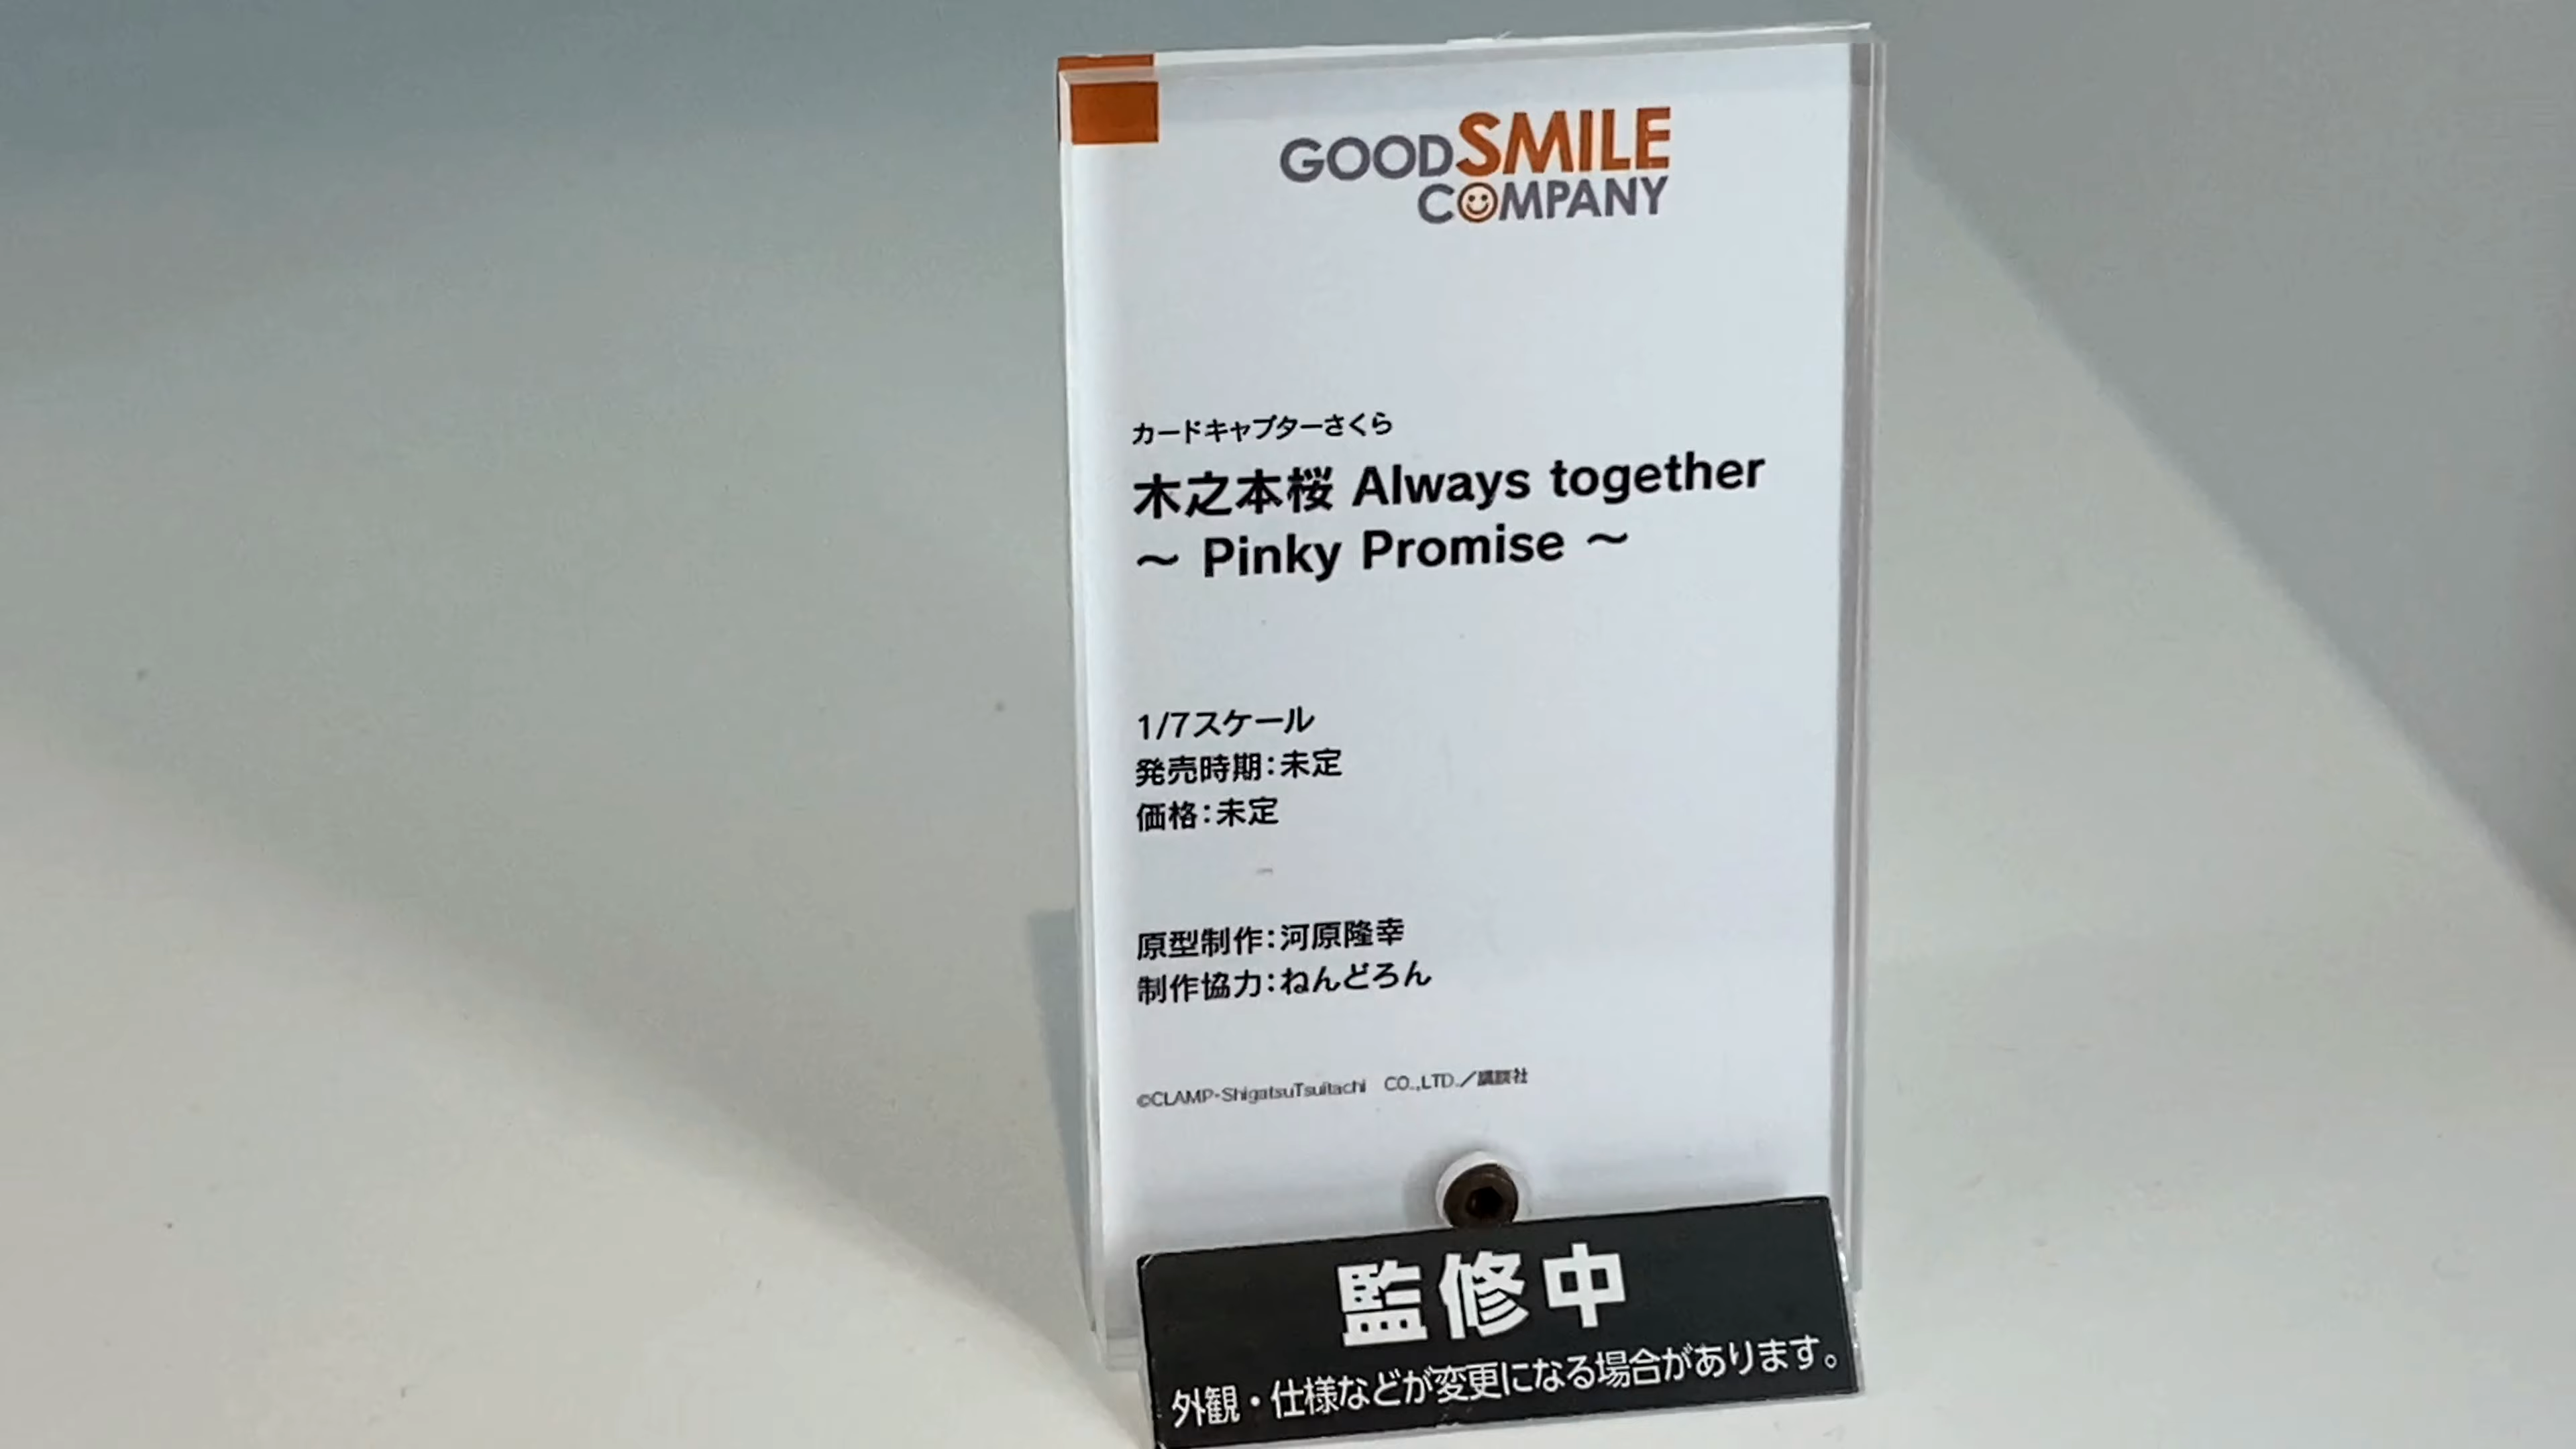 GOODSMILE
COMPANY
カードキャプターさくら
木之本桜 Always together
～ Pinky Promise ～
1/7スケール
発売時期：未定
価格：未定
原型制作：河原隆幸
制作協力：ねんどろん
©CLAMP・ShigatsuTsuitachi　CO.,LTD.／講談社
監修中
外観・仕様などが変更になる場合があります。